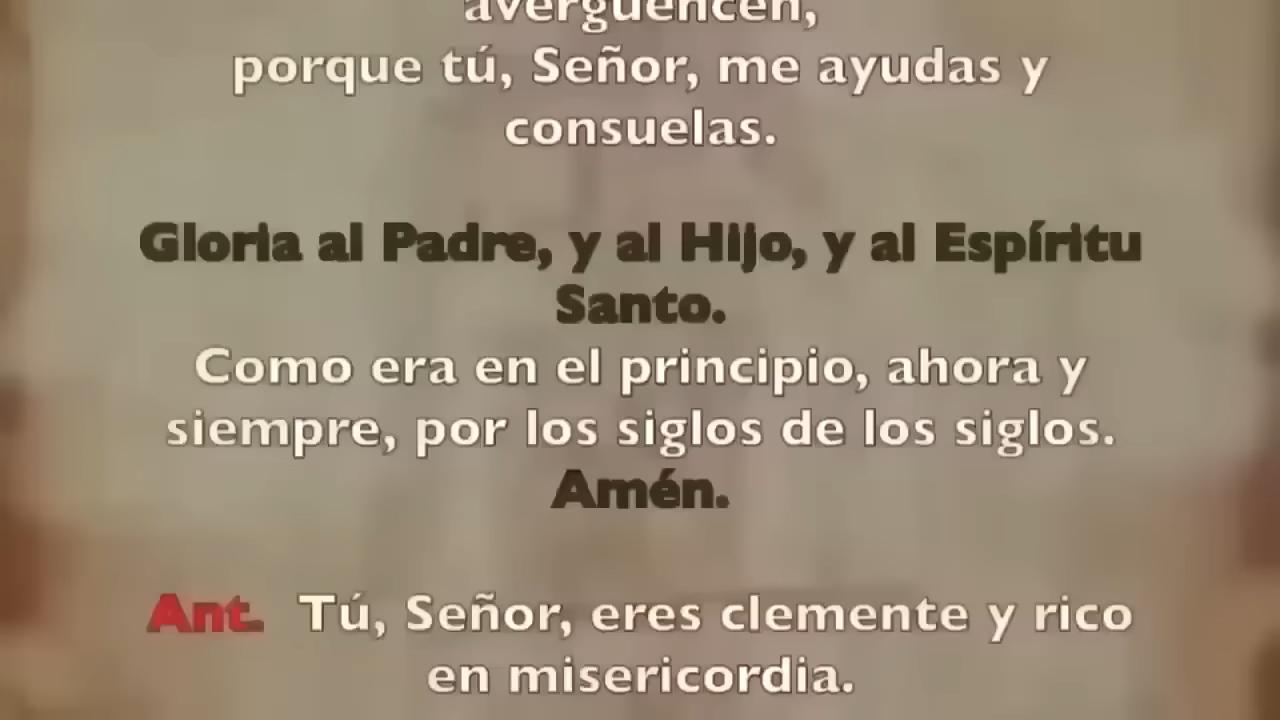 avergüencen,
porque tú, Señor, me ayudas y
consuelas.
Gloria al Padre, y al Hijo, y al Espíritu
Santo.
Como era en el principio, ahora y
siempre, por los siglos de los siglos.
Amén.
Ant. Tú, Señor, eres clemente y rico
en misericordia.